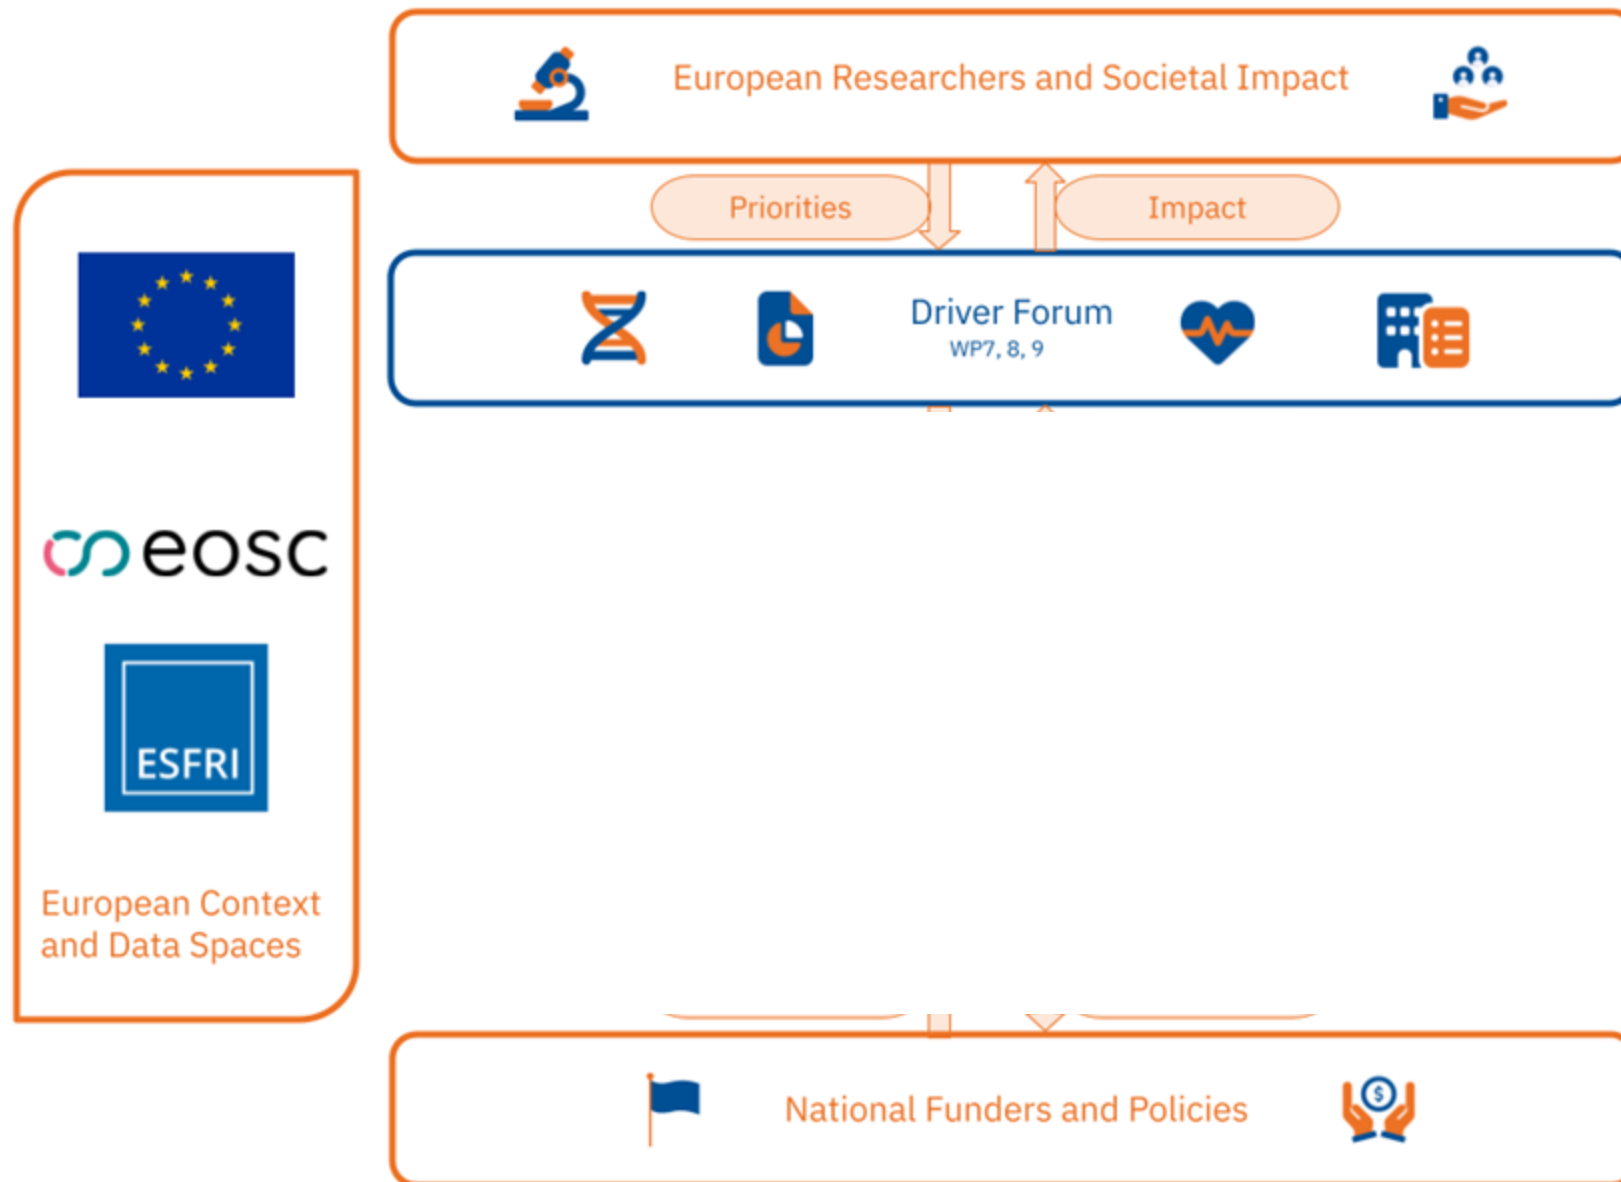 European Researchers and Societal Impact
Priorities
Impact
Driver Forum
WP7, 8, 9
eosc
ESFRI
European Context
and Data Spaces
National Funders and Policies
$